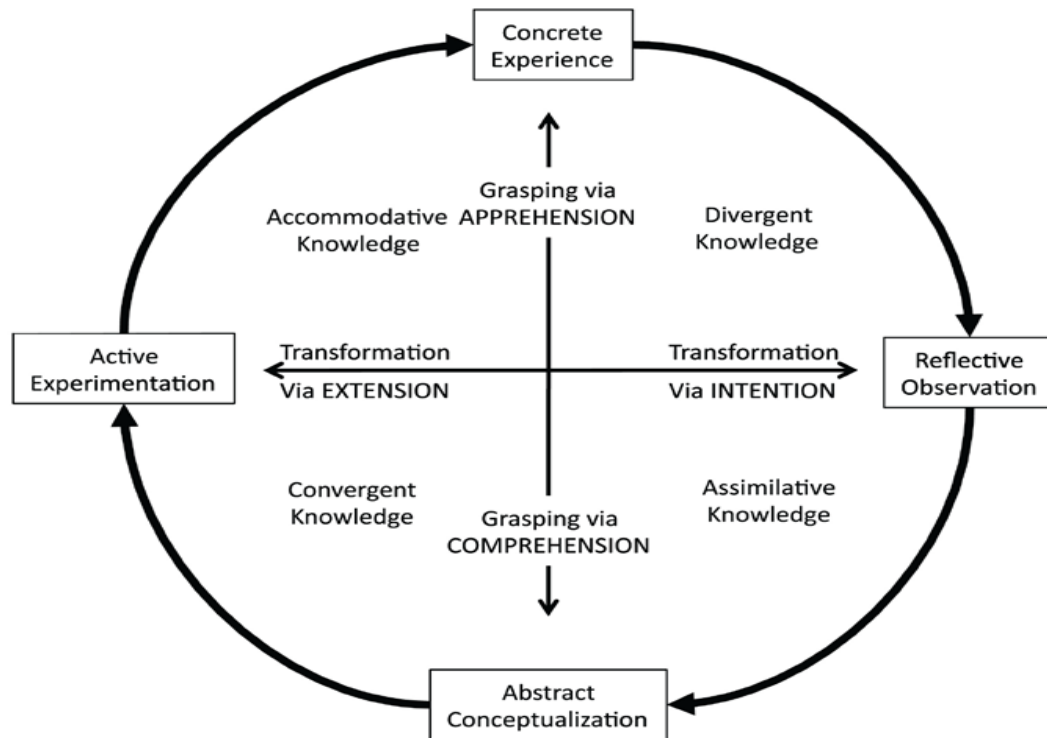 Concrete
Experience
Grasping via
APPREHENSION
Accommodative
Knowledge
Divergent
Knowledge
Active
Experimentation
Transformation
Via EXTENSION
Transformation
Via INTENTION
Reflective
Observation
Convergent
Knowledge
Grasping via
COMPREHENSION
Assimilative
Knowledge
Abstract
Conceptualization